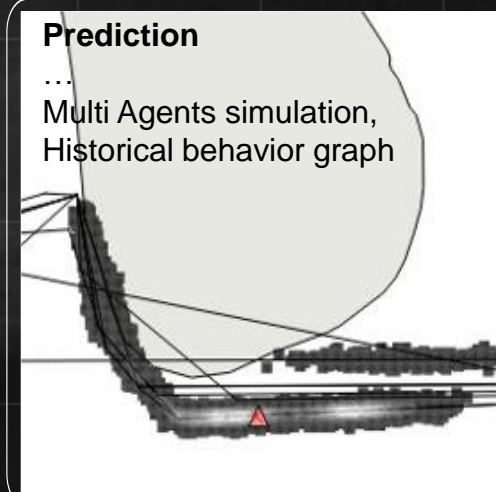 Prediction
…
Multi Agents simulation,
Historical behavior graph